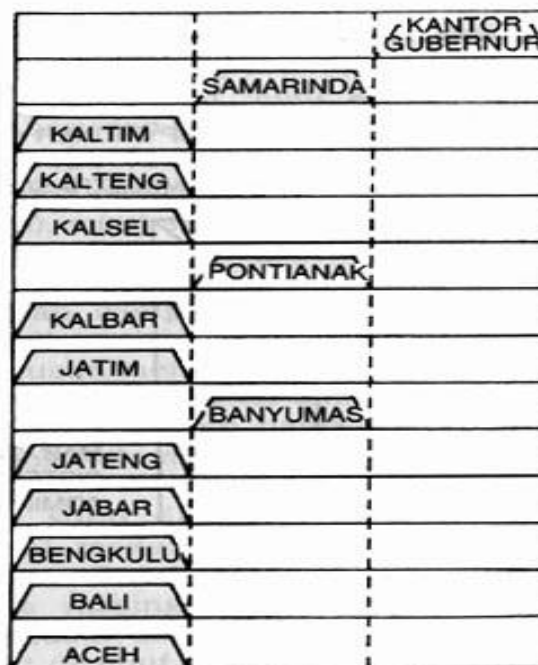 KANTOR
GUBERNUR
SAMARINDA
KALTIM
KALTENG
KALSEL
PONTIANAK
KALBAR
JATIM
BANYUMAS
JATENG
JABAR
BENGKULU
BALI
ACEH